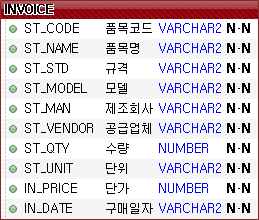 INVOICE
ST_CODE 품목코드 VARCHAR2 N·N
ST_NAME 품목명 VARCHAR2 N·N
ST_STD 규격 VARCHAR2 N·N
ST_MODEL 모델 VARCHAR2 N·N
ST_MAN 제조회사 VARCHAR2 N·N
ST_VENDOR 공급업체 VARCHAR2 N·N
ST_QTY 수량 NUMBER N·N
ST_UNIT 단위 VARCHAR2 N·N
IN_PRICE 단가 NUMBER N·N
IN_DATE 구매일자 VARCHAR2 N·N